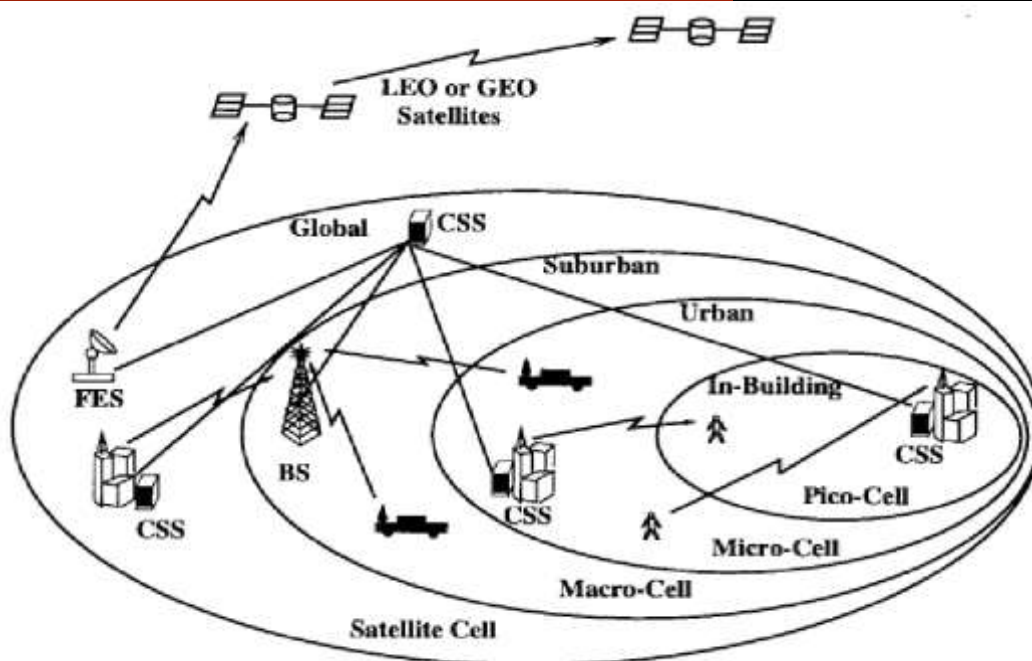 LEO or GEO
Satellites
Global
CSS
Suburban
Urban
FES
In-Building
BS
CSS
CSS
CSS
Pico-Cell
Micro-Cell
Macro-Cell
Satellite Cell